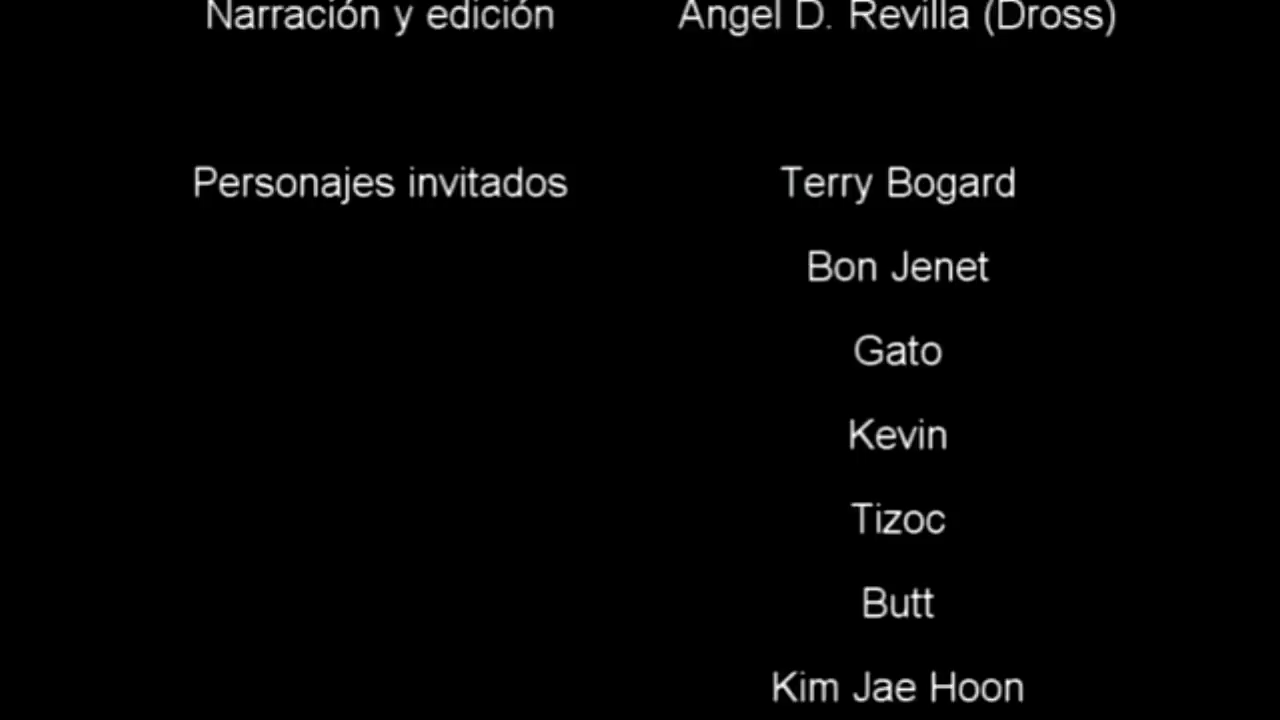 Narración y edición Angel D. Revilla (Dross)
Personajes invitados Terry Bogard
Bon Jenet
Gato
Kevin
Tizoc
Butt
Kim Jae Hoon